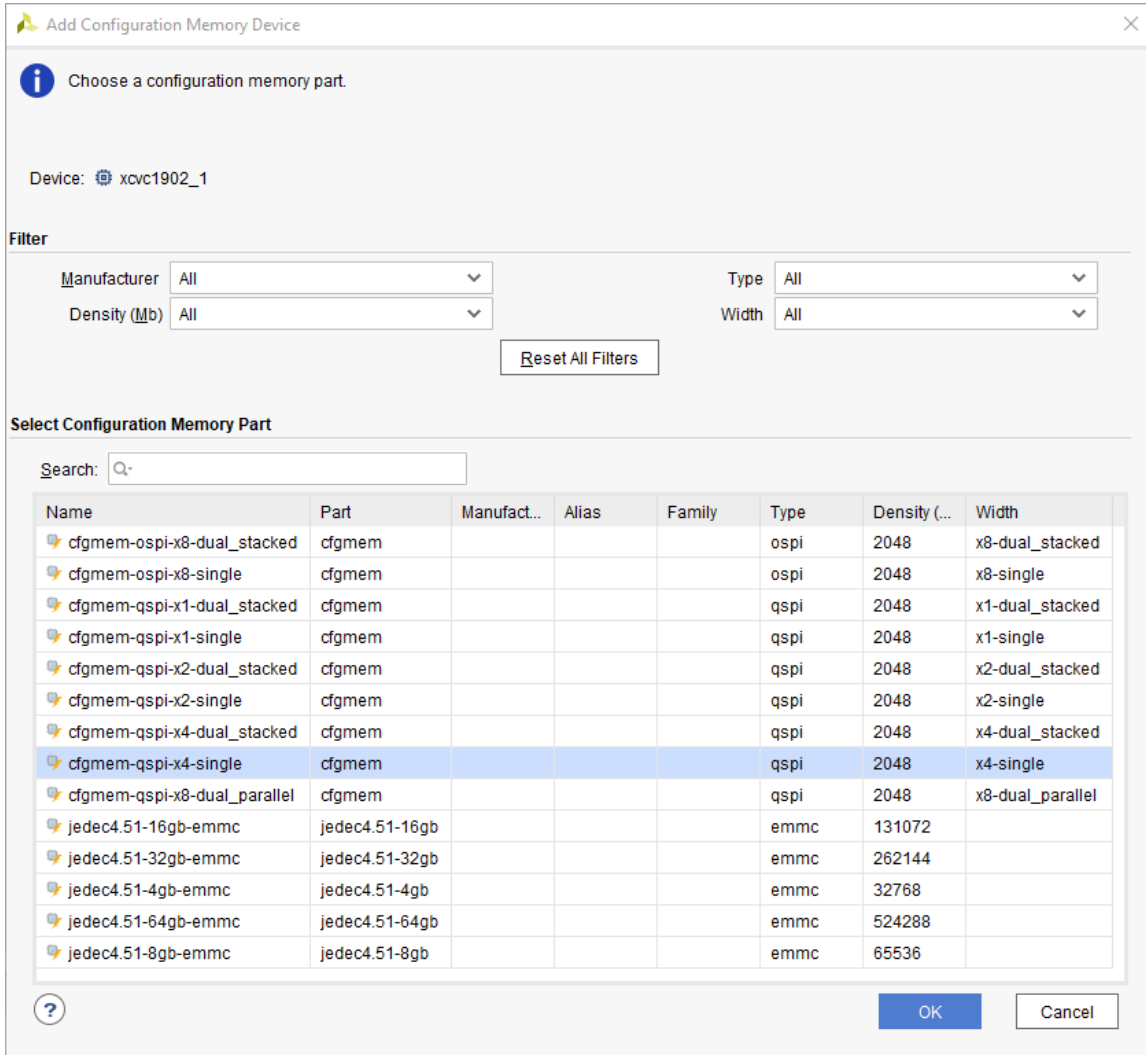 Add Configuration Memory Device
Choose a configuration memory part.
Device: xcvc1902_1
Filter
Manufacturer All Type All
Density (Mb) All Width All
Reset All Filters
Select Configuration Memory Part
Search:
Name Part Manufact... Alias Family Type Density (... Width
cfgmem-ospi-x8-dual_stacked cfgmem ospi 2048 x8-dual_stacked
cfgmem-ospi-x8-single cfgmem ospi 2048 x8-single
cfgmem-qspi-x1-dual_stacked cfgmem qspi 2048 x1-dual_stacked
cfgmem-qspi-x1-single cfgmem qspi 2048 x1-single
cfgmem-qspi-x2-dual_stacked cfgmem qspi 2048 x2-dual_stacked
cfgmem-qspi-x2-single cfgmem qspi 2048 x2-single
cfgmem-qspi-x4-dual_stacked cfgmem qspi 2048 x4-dual_stacked
cfgmem-qspi-x4-single cfgmem qspi 2048 x4-single
cfgmem-qspi-x8-dual_parallel cfgmem qspi 2048 x8-dual_parallel
jedec4.51-16gb-emmc jedec4.51-16gb emmc 131072
jedec4.51-32gb-emmc jedec4.51-32gb emmc 262144
jedec4.51-4gb-emmc jedec4.51-4gb emmc 32768
jedec4.51-64gb-emmc jedec4.51-64gb emmc 524288
jedec4.51-8gb-emmc jedec4.51-8gb emmc 65536
? OK Cancel